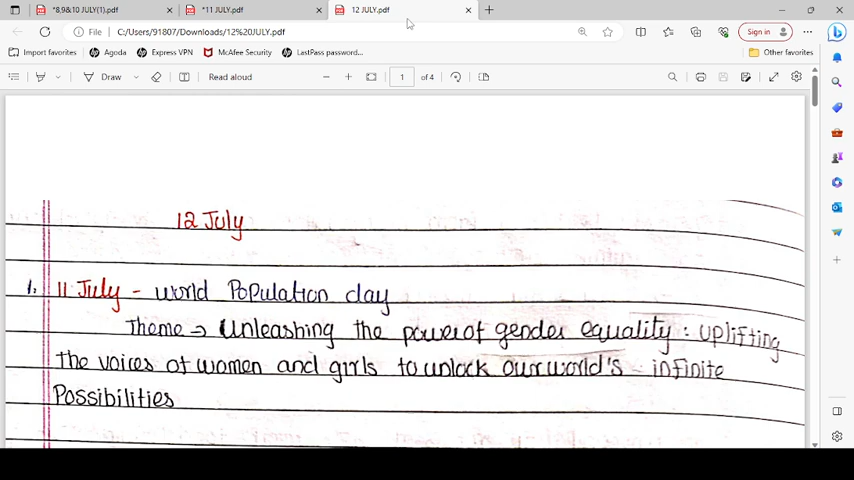 *8,9&10 JULY(1).pdf
*11 JULY.pdf
12 JULY.pdf
File
C:/Users/91807/Downloads/12%20JULY.pdf
Sign in
Import favorites
Agoda
Express VPN
McAfee Security
LastPass password...
Other favorites
Draw
Read aloud
1
of 4
12 July
1. 11 July - world Population day
Theme → Unleashing the power of gender equality : Uplifting
the voices of women and girls to unlock our world's - infinite
Possibilities